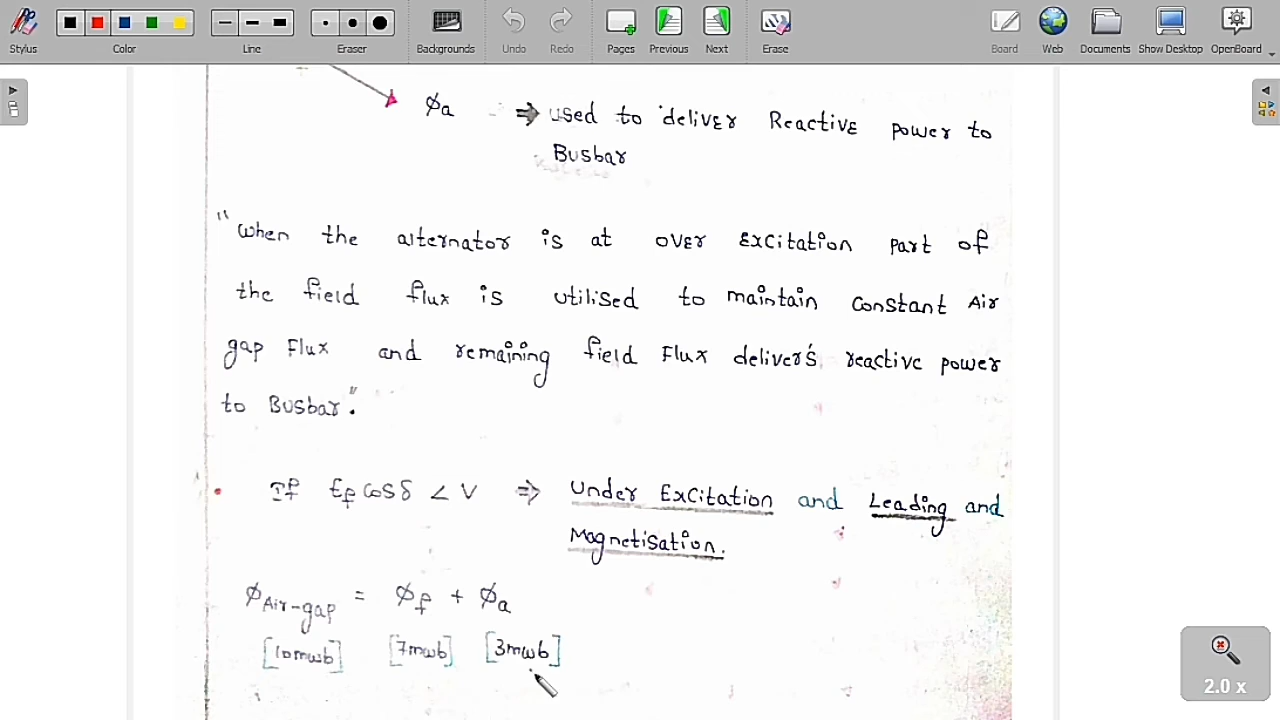 Stylus Color Line Eraser Backgrounds Undo Redo Pages Previous Next Erase Board Web Documents Show Desktop OpenBoard
φa ⇒ used to deliver Reactive power to
Busbar
"When the alternator is at over Excitation part of
the field flux is utilised to maintain constant Air
gap Flux and remaining field Flux deliver's reactive power
to Busbar".
• If Ef cosδ < V ⇒ Under Excitation and Leading and
Magnetisation.
φAir-gap = φf + φa
[10mwb] [7mwb] [3mwb]
2.0 x